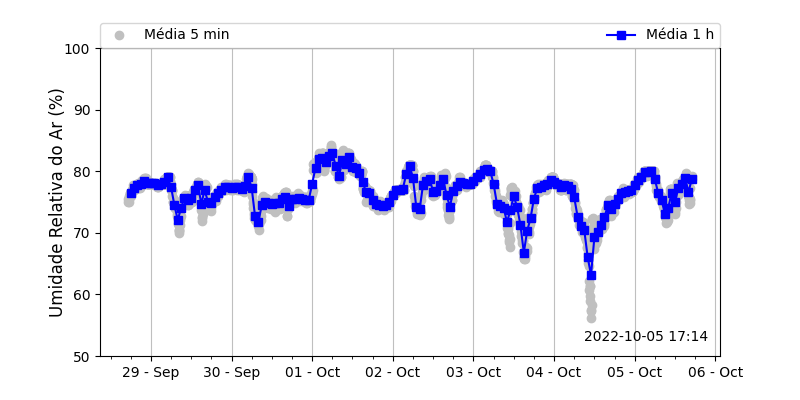 Média 5 min
Média 1 h
Umidade Relativa do Ar (%)
100
90
80
70
60
50
2022-10-05 17:14
29 - Sep
30 - Sep
01 - Oct
02 - Oct
03 - Oct
04 - Oct
05 - Oct
06 - Oct